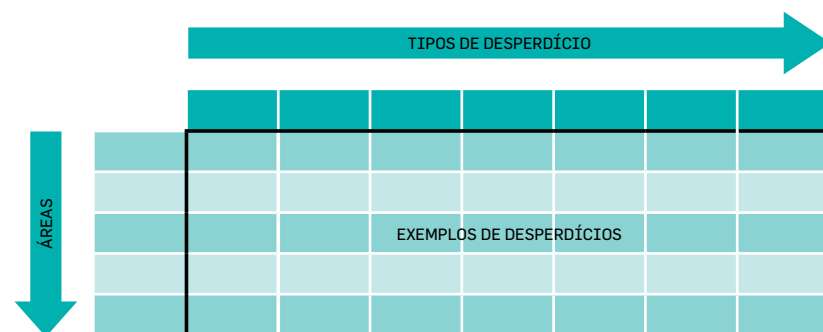 TIPOS DE DESPERDÍCIO
ÁREAS
EXEMPLOS DE DESPERDÍCIOS